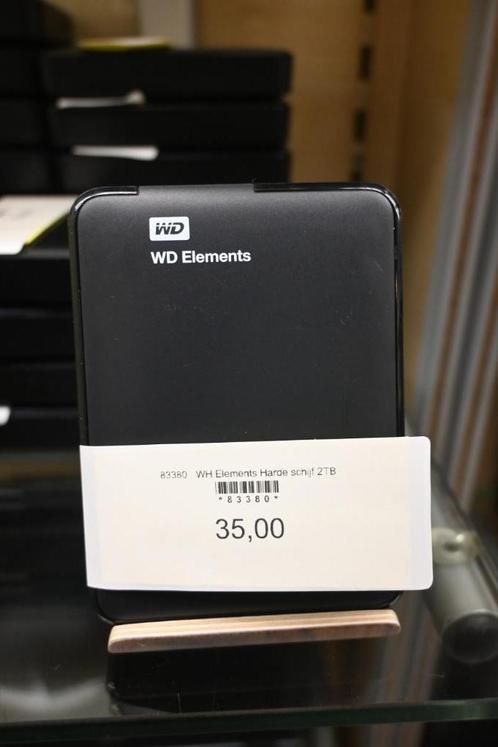 WD
WD Elements
83380 WH Elements Harde schijf 2TB
*83380*
35,00